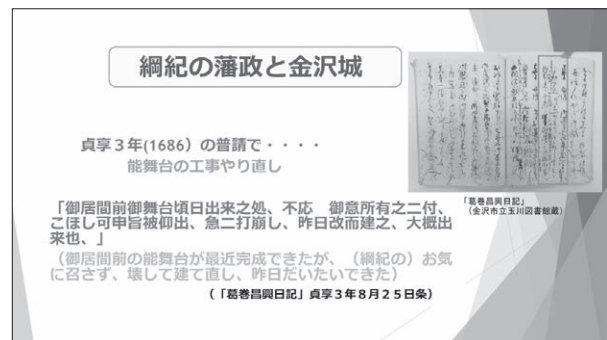 綱紀の藩政と金沢城
貞享3年(1686)の普請で・・・・
能舞台の工事やり直し
「御居間前御舞台頃日出来之処、不応 御意所有之二付、
こほし可申旨被仰出、急二打崩し、昨日改而建之、大概出
来也、」
(御居間前の能舞台が最近完成できたが、(綱紀の)お気
に召さず、壊して建て直し、昨日だいたいできた)
(「葛巻昌興日記」貞享3年8月25日条)
「葛巻昌興日記」
(金沢市立玉川図書館蔵)